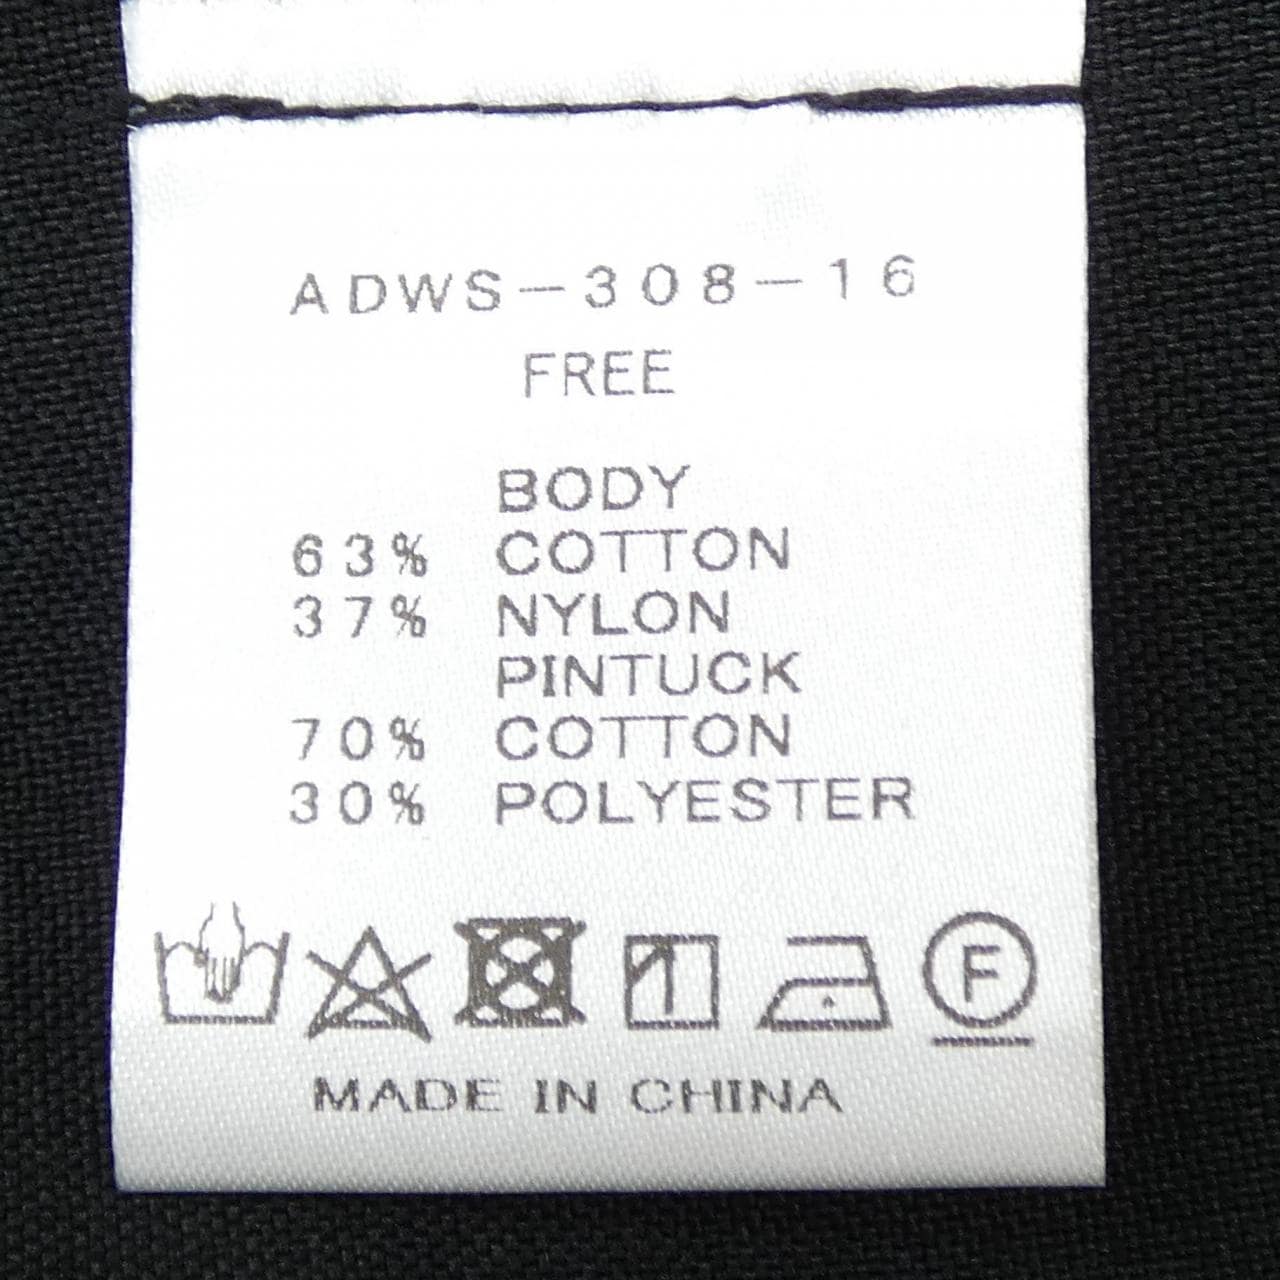 ADWS-308-16
FREE
BODY
63% COTTON
37% NYLON
PINTUCK
70% COTTON
30% POLYESTER
F
MADE IN CHINA